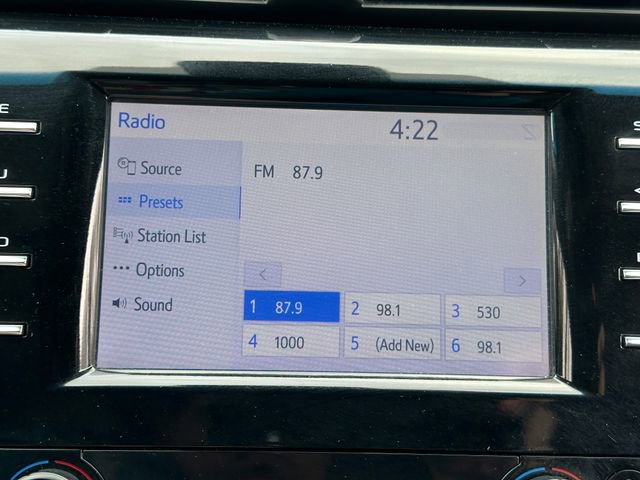 Radio
4:22
Source
FM 87.9
Presets
Station List
Options
Sound
1 87.9
2 98.1
3 530
4 1000
5 (Add New)
6 98.1